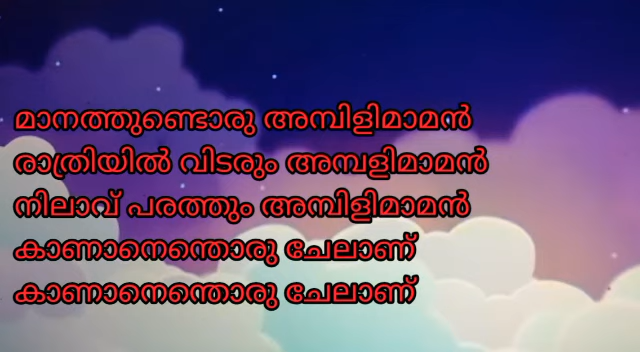 മാനത്തുണ്ടൊരു അമ്പിളിമാമൻ
രാത്രിയിൽ വിടരും അമ്പളിമാമൻ
നിലാവ് പരത്തും അമ്പിളിമാമൻ
കാണാനെന്തൊരു ചേലാണ്
കാണാനെന്തൊരു ചേലാണ്